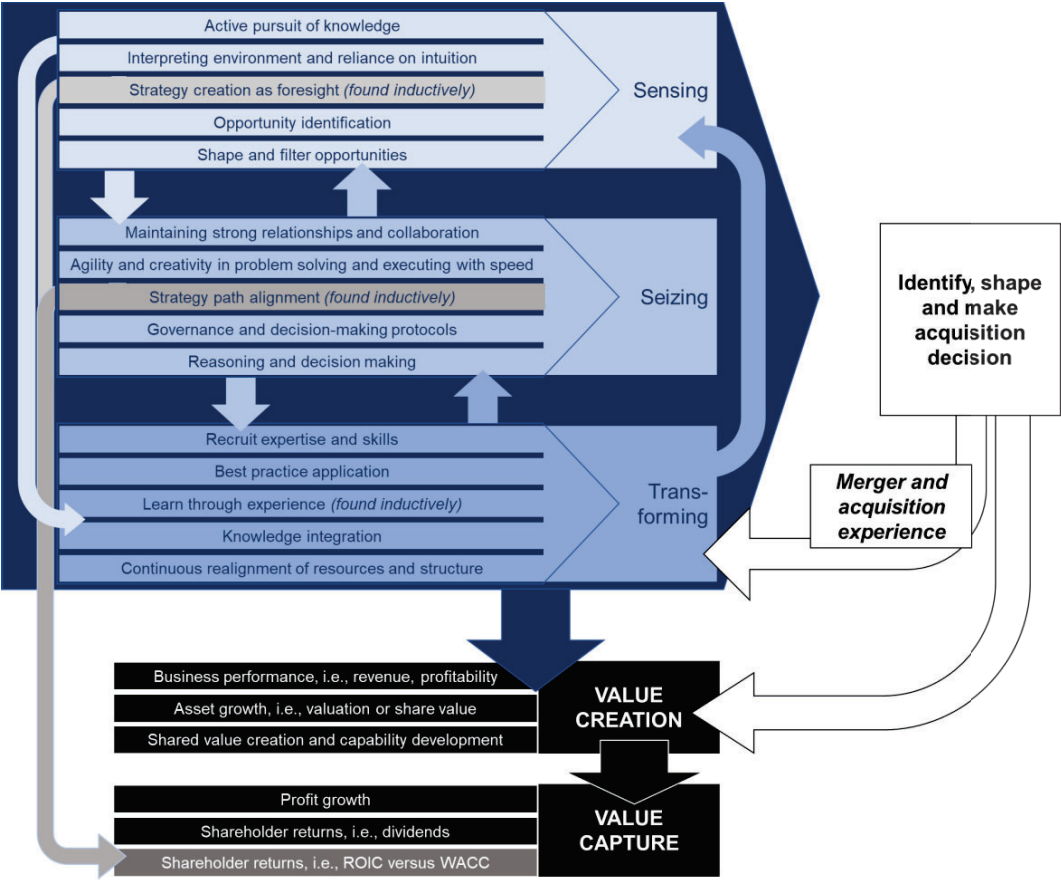 Active pursuit of knowledge
Interpreting environment and reliance on intuition
Strategy creation as foresight (found inductively)
Opportunity identification
Shape and filter opportunities
Sensing
Maintaining strong relationships and collaboration
Agility and creativity in problem solving and executing with speed
Strategy path alignment (found inductively)
Governance and decision-making protocols
Reasoning and decision making
Seizing
Identify, shape
and make
acquisition
decision
Recruit expertise and skills
Best practice application
Learn through experience (found inductively)
Knowledge integration
Continuous realignment of resources and structure
Trans-
forming
Merger and
acquisition
experience
Business performance, i.e., revenue, profitability
Asset growth, i.e., valuation or share value
Shared value creation and capability development
VALUE
CREATION
Profit growth
Shareholder returns, i.e., dividends
Shareholder returns, i.e., ROIC versus WACC
VALUE
CAPTURE